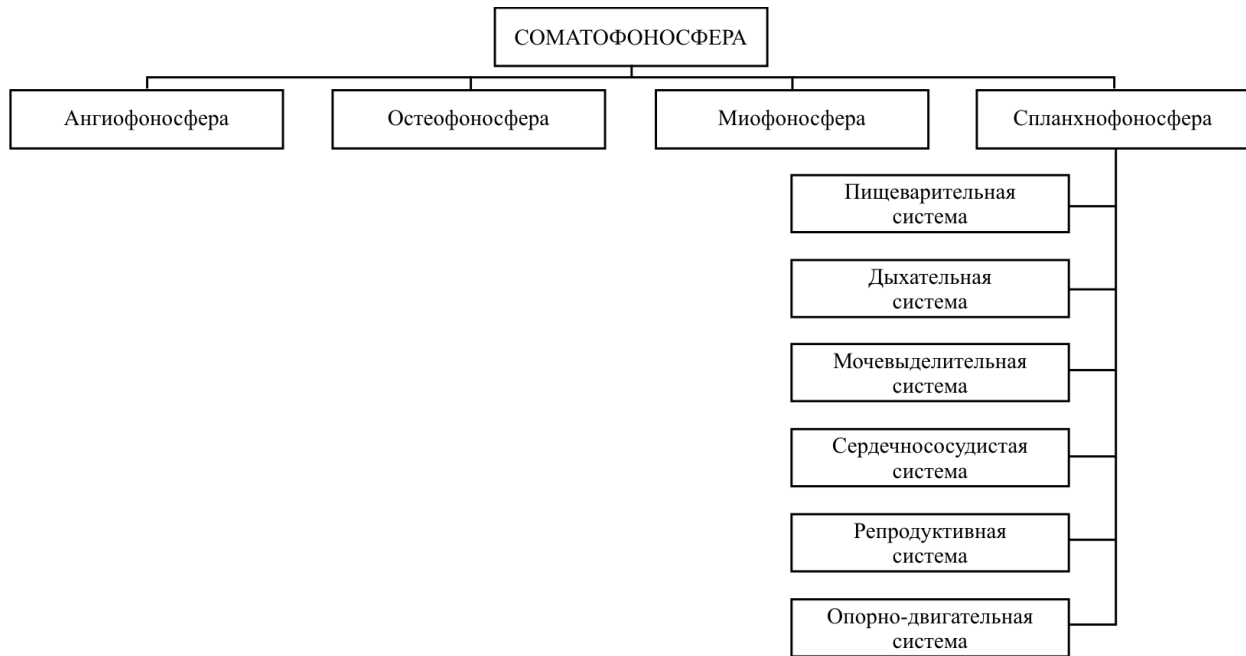 СОМАТОФОНОСФЕРА
Ангиофоносфера
Остеофоносфера
Миофоносфера
Спланхнофоносфера
Пищеварительная
система
Дыхательная
система
Мочевыделительная
система
Сердечнососудистая
система
Репродуктивная
система
Опорно-двигательная
система